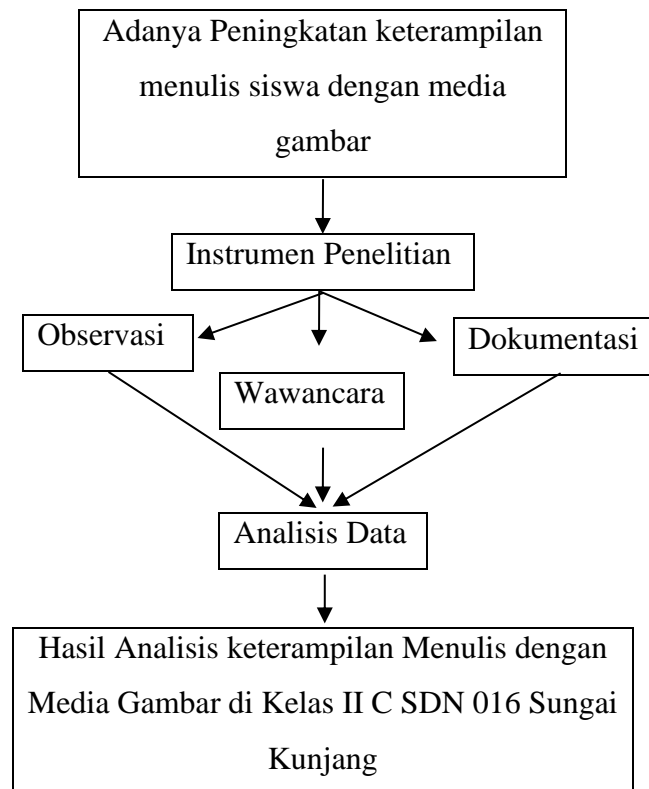 Adanya Peningkatan keterampilan
menulis siswa dengan media
gambar
Instrumen Penelitian
Observasi
Dokumentasi
Wawancara
Analisis Data
Hasil Analisis keterampilan Menulis dengan
Media Gambar di Kelas II C SDN 016 Sungai
Kunjang